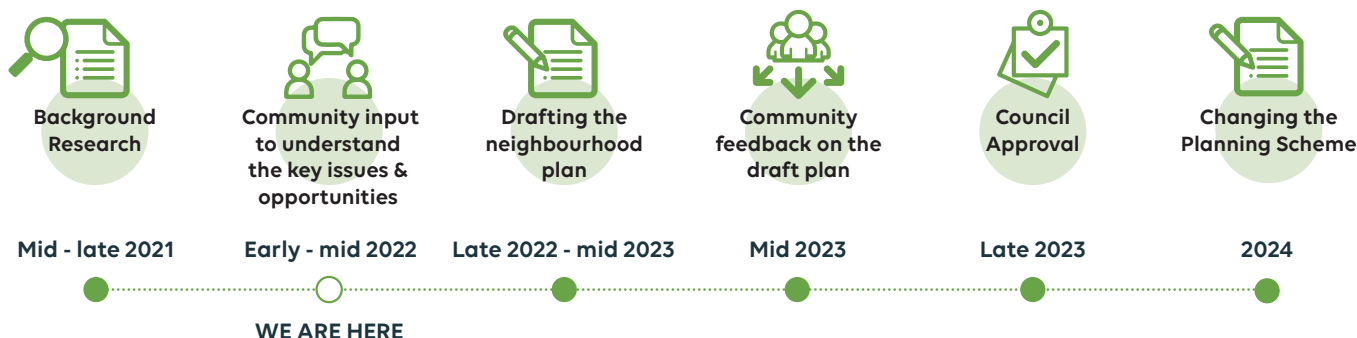 Background
Research
Community input
to understand
the key issues &
opportunities
Drafting the
neighbourhood
plan
Community
feedback on the
draft plan
Council
Approval
Changing the
Planning Scheme
Mid - late 2021
Early - mid 2022
Late 2022 - mid 2023
Mid 2023
Late 2023
2024
WE ARE HERE